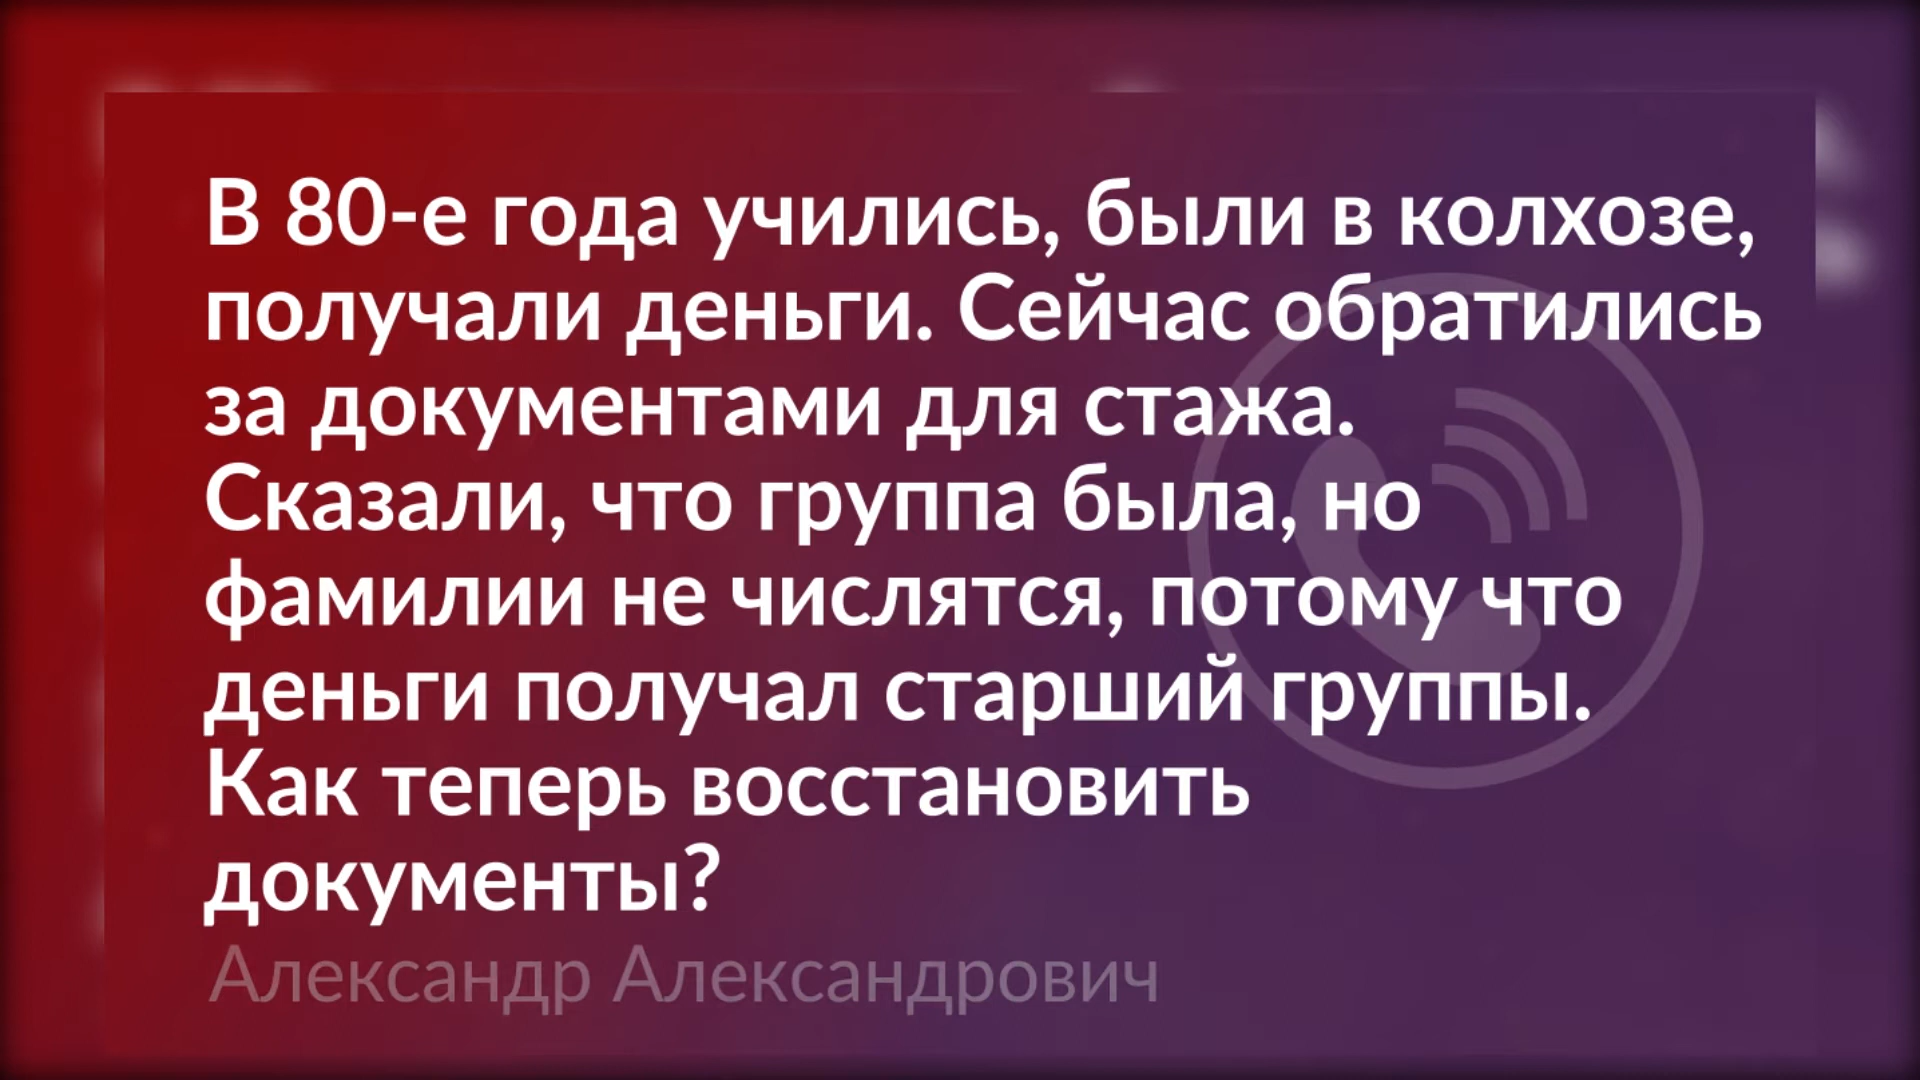 В 80-е года учились, были в колхозе,
получали деньги. Сейчас обратились
за документами для стажа.
Сказали, что группа была, но
фамилии не числятся, потому что
деньги получал старший группы.
Как теперь восстановить
документы?
Александр Александрович